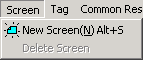 Screen Tag Common Res
New Screen(N) Alt+S
Delete Screen